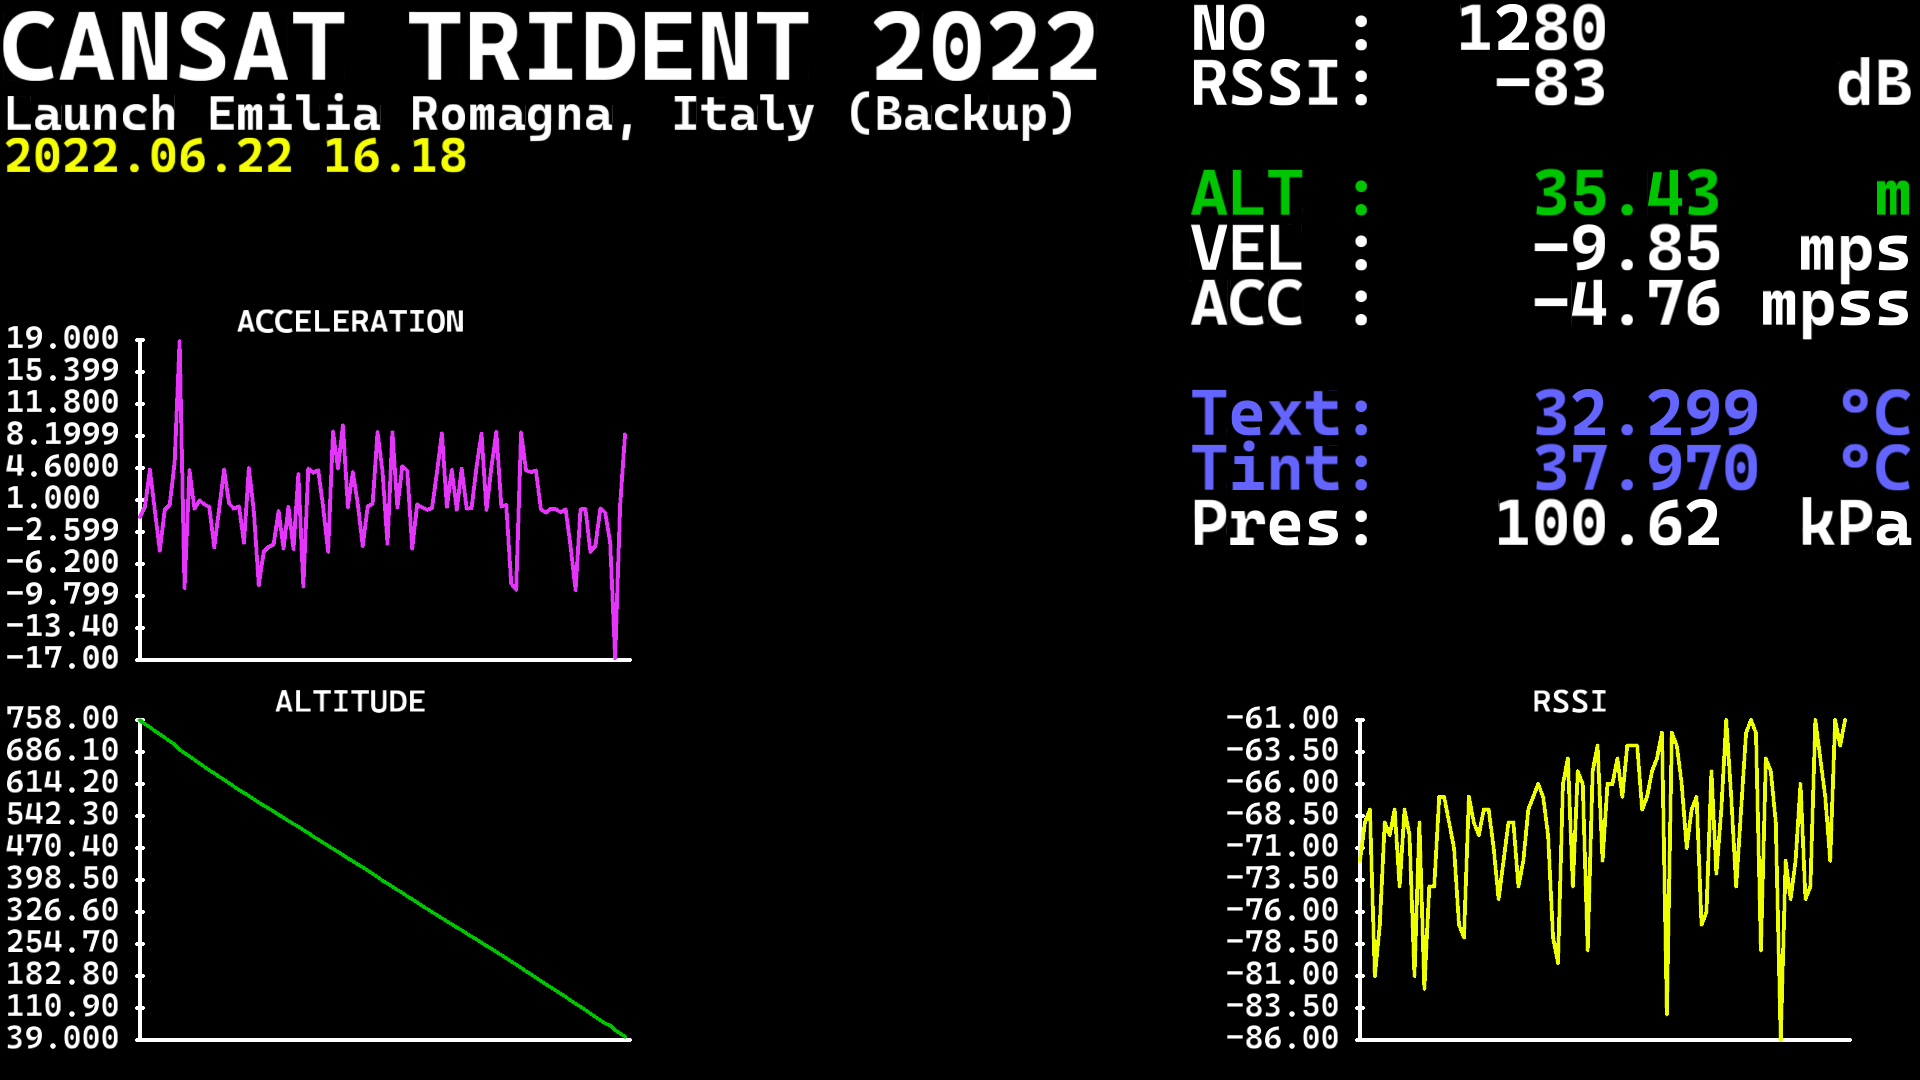 CANSAT TRIDENT 2022
Launch Emilia Romagna, Italy (Backup)
2022.06.22 16.18
NO : 1280
RSSI: -83 dB
ALT : 35.43 m
VEL : -9.85 mps
ACC : -4.76 mpss
Text: 32.299 °C
Tint: 37.970 °C
Pres: 100.62 kPa
ACCELERATION
19.000
15.399
11.800
8.1999
4.6000
1.000
-2.599
-6.200
-9.799
-13.40
-17.00
ALTITUDE
758.00
686.10
614.20
542.30
470.40
398.50
326.60
254.70
182.80
110.90
39.000
RSSI
-61.00
-63.50
-66.00
-68.50
-71.00
-73.50
-76.00
-78.50
-81.00
-83.50
-86.00